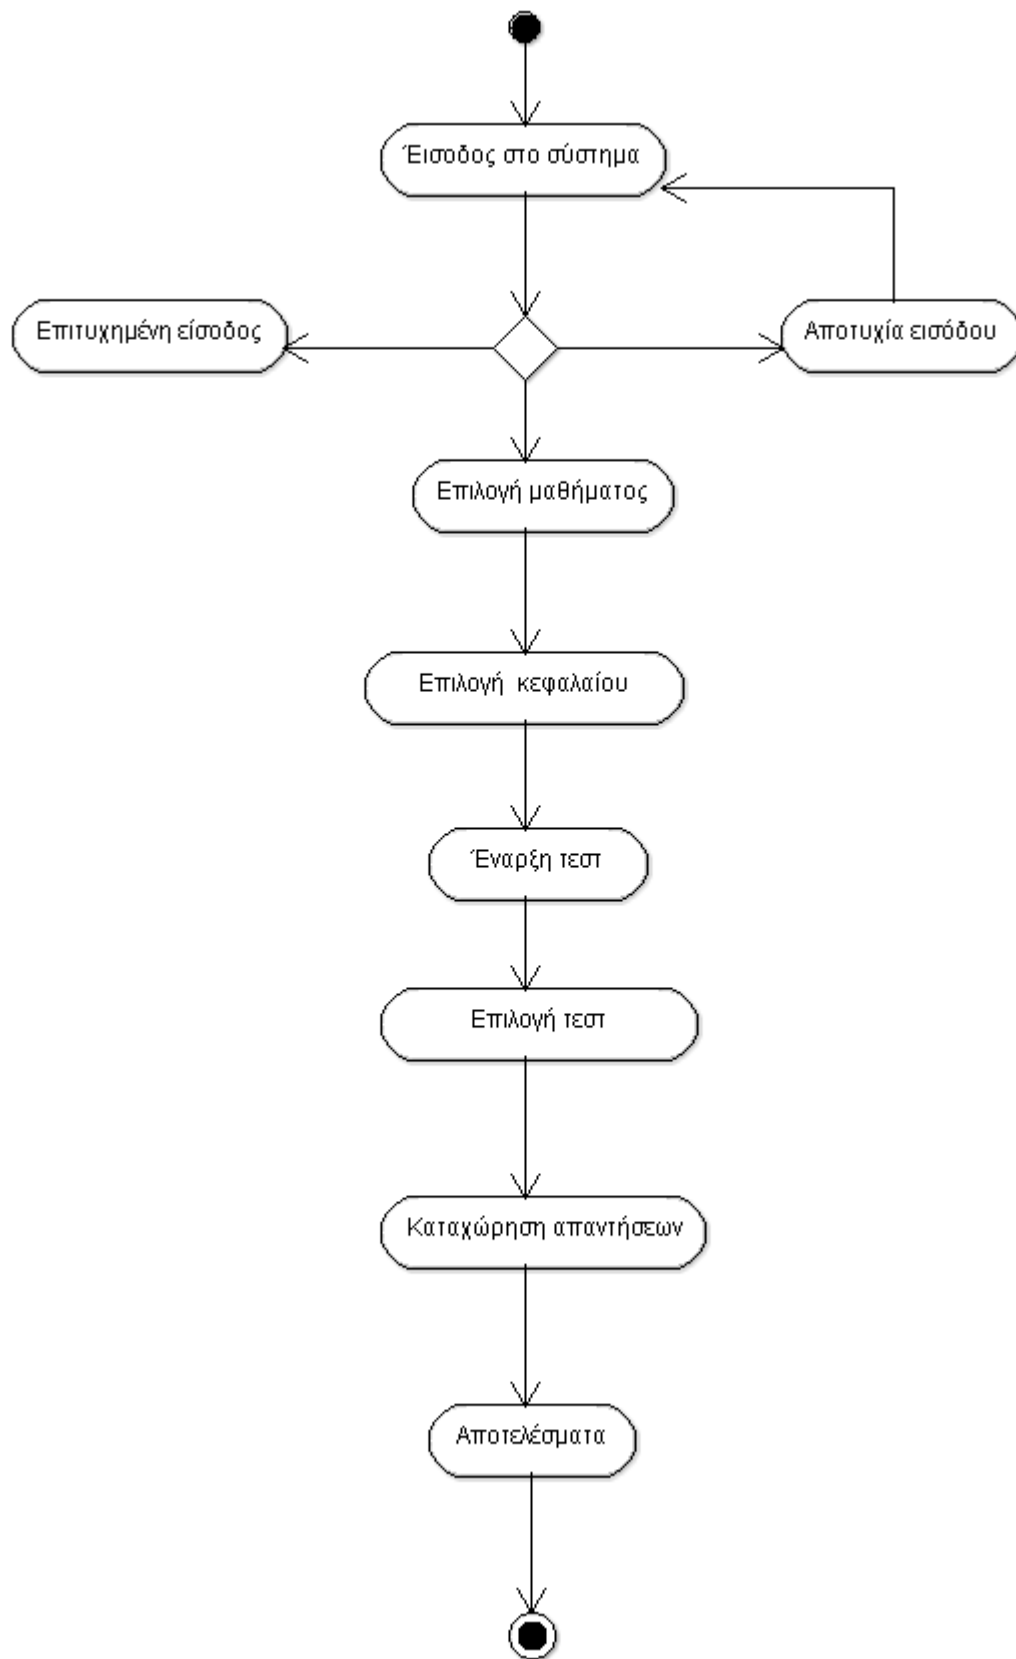 Έισοδος στο σύστημα
Επιτυχημένη είσοδος
Αποτυχία εισόδου
Επιλογή μαθήματος
Επιλογή κεφαλαίου
Έναρξη τεστ
Επιλογή τεστ
Καταχώρηση απαντήσεων
Αποτελέσματα